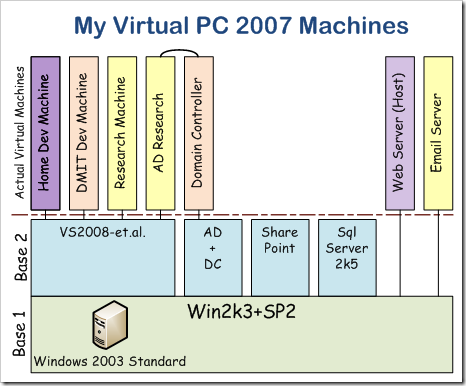 My Virtual PC 2007 Machines
Actual Virtual Machines
Home Dev Machine
DMIT Dev Machine
Research Machine
AD Research
Domain Controller
Web Server (Host)
Email Server
Base 2
VS2008-et.al.
AD
+
DC
Share
Point
Sql
Server
2k5
Base 1
Win2k3+SP2
Windows 2003 Standard